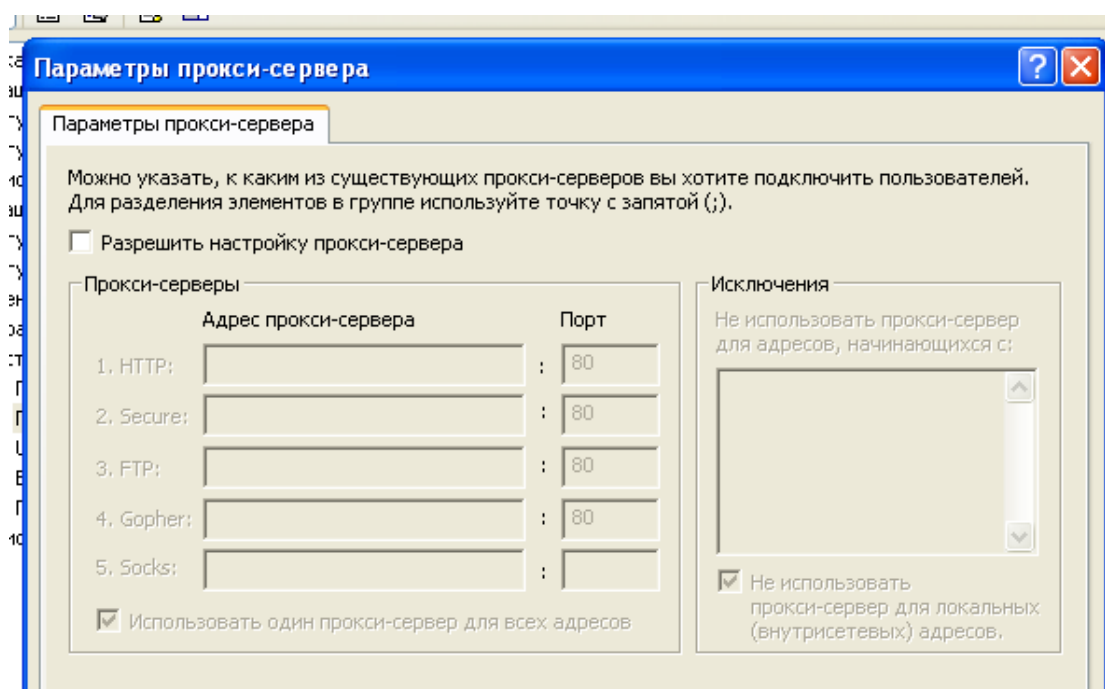 Параметры прокси-сервера
Параметры прокси-сервера
Можно указать, к каким из существующих прокси-серверов вы хотите подключить пользователей.
Для разделения элементов в группе используйте точку с запятой (;).
Разрешить настройку прокси-сервера
Прокси-серверы
Адрес прокси-сервера Порт
1. HTTP: : 80
2. Secure: : 80
3. FTP: : 80
4. Gopher: : 80
5. Socks: :
Использовать один прокси-сервер для всех адресов
Исключения
Не использовать прокси-сервер
для адресов, начинающихся с:
Не использовать
прокси-сервер для локальных
(внутрисетевых) адресов.